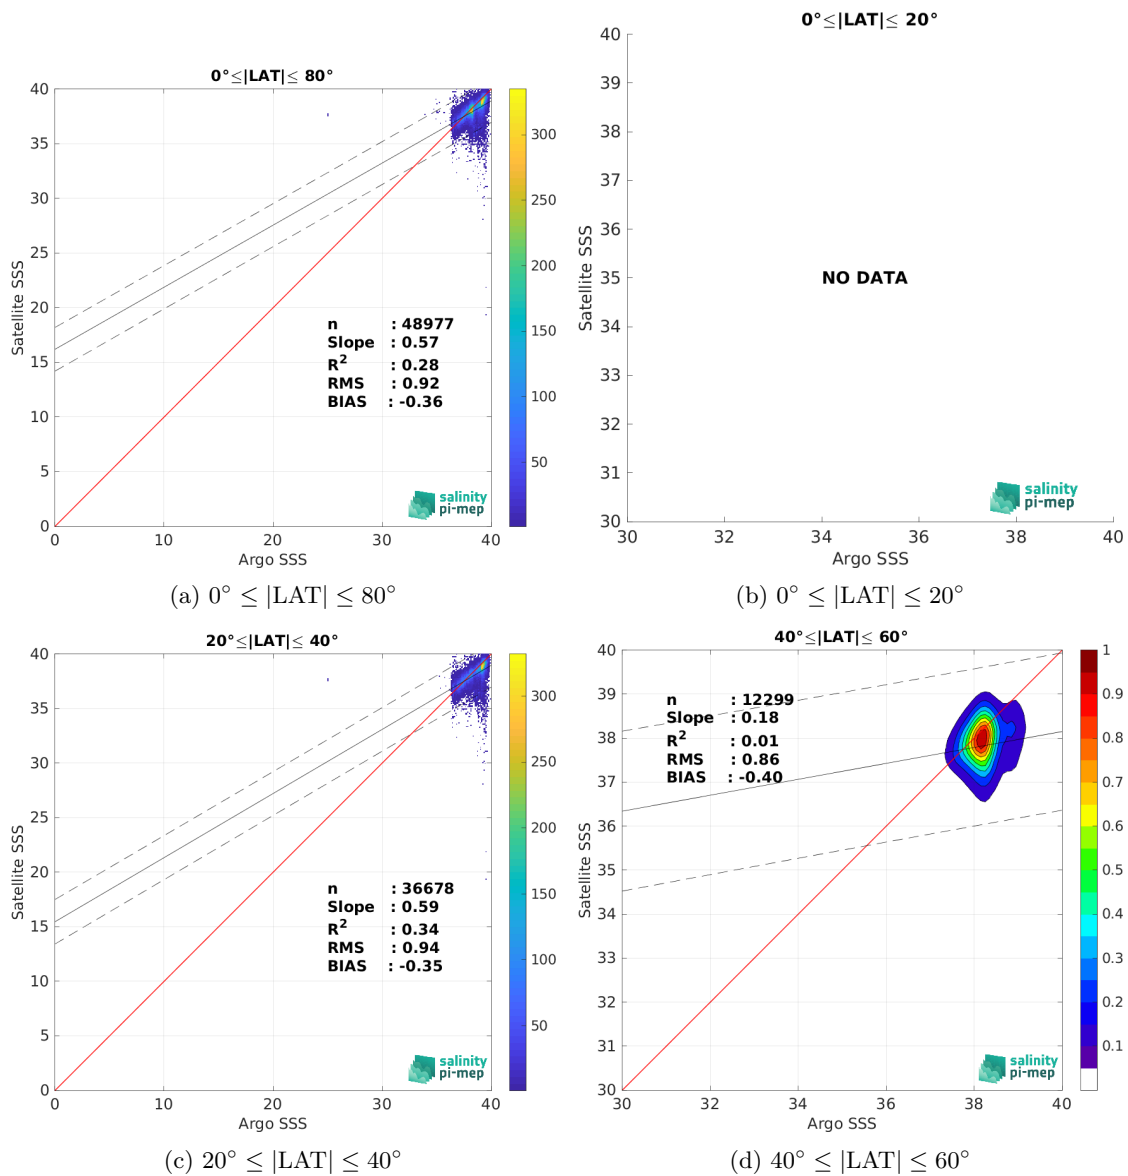 0°≤|LAT|≤ 80°
40
35
30
25
20
15
10
5
0
Satellite SSS
n : 48977
Slope : 0.57
R² : 0.28
RMS : 0.92
BIAS : -0.36
salinity
pi-mep
0 10 20 30 40
Argo SSS
300
250
200
150
100
50
(a) 0° ≤ |LAT| ≤ 80°
0°≤|LAT|≤ 20°
40
39
38
37
36
35
34
33
32
31
30
Satellite SSS
NO DATA
salinity
pi-mep
30 32 34 36 38 40
Argo SSS
(b) 0° ≤ |LAT| ≤ 20°
20°≤|LAT|≤ 40°
40
35
30
25
20
15
10
5
0
Satellite SSS
n : 36678
Slope : 0.59
R² : 0.34
RMS : 0.94
BIAS : -0.35
salinity
pi-mep
0 10 20 30 40
Argo SSS
300
250
200
150
100
50
(c) 20° ≤ |LAT| ≤ 40°
40°≤|LAT|≤ 60°
40
39
38
37
36
35
34
33
32
31
30
Satellite SSS
n : 12299
Slope : 0.18
R² : 0.01
RMS : 0.86
BIAS : -0.40
salinity
pi-mep
30 32 34 36 38 40
Argo SSS
1
0.9
0.8
0.7
0.6
0.5
0.4
0.3
0.2
0.1
(d) 40° ≤ |LAT| ≤ 60°